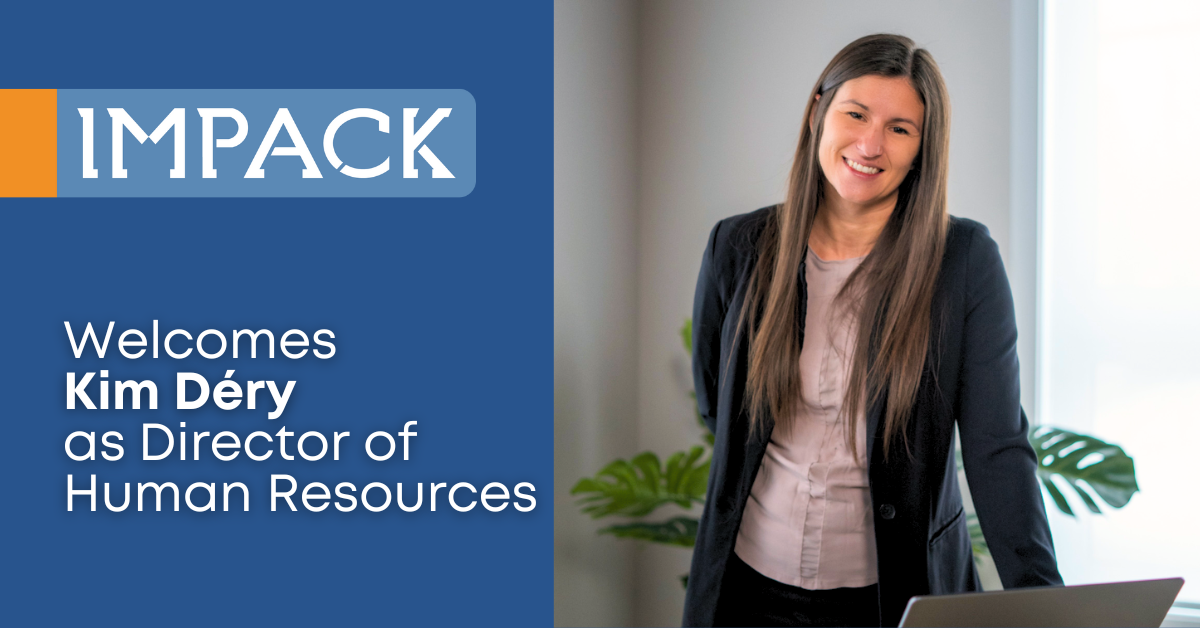 IMPACK
Welcomes
Kim Déry
as Director of
Human Resources